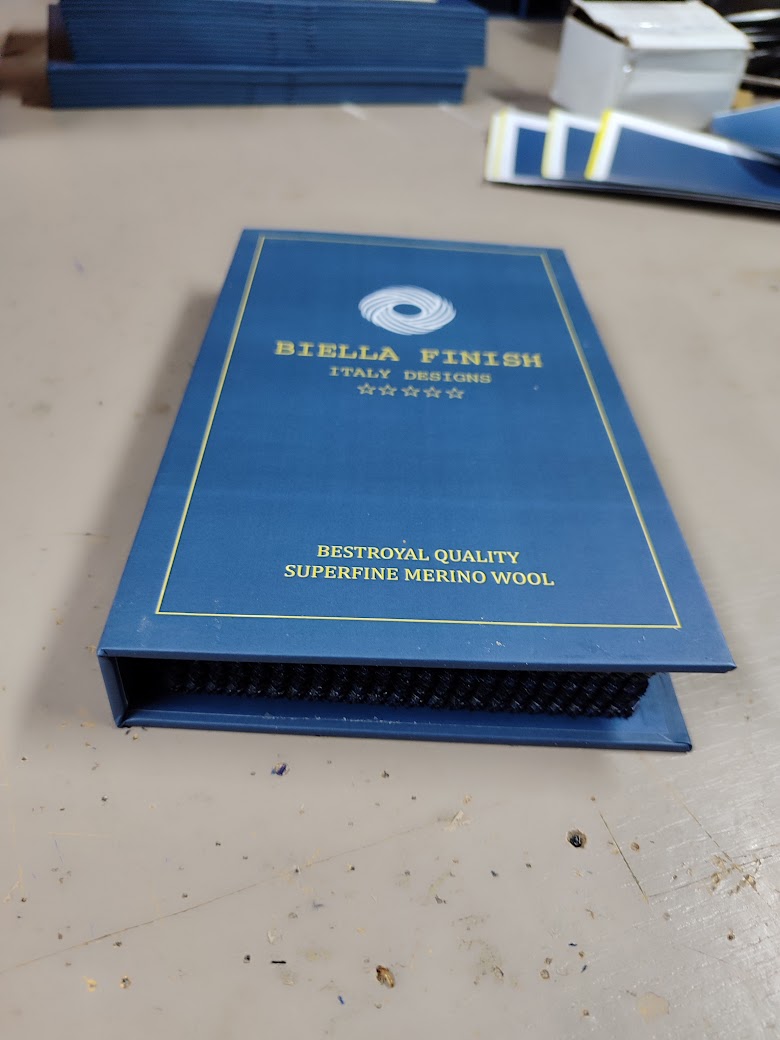 BIELLA FINISH
ITALY DESIGNS
☆☆☆☆☆
BESTROYAL QUALITY
SUPERFINE MERINO WOOL